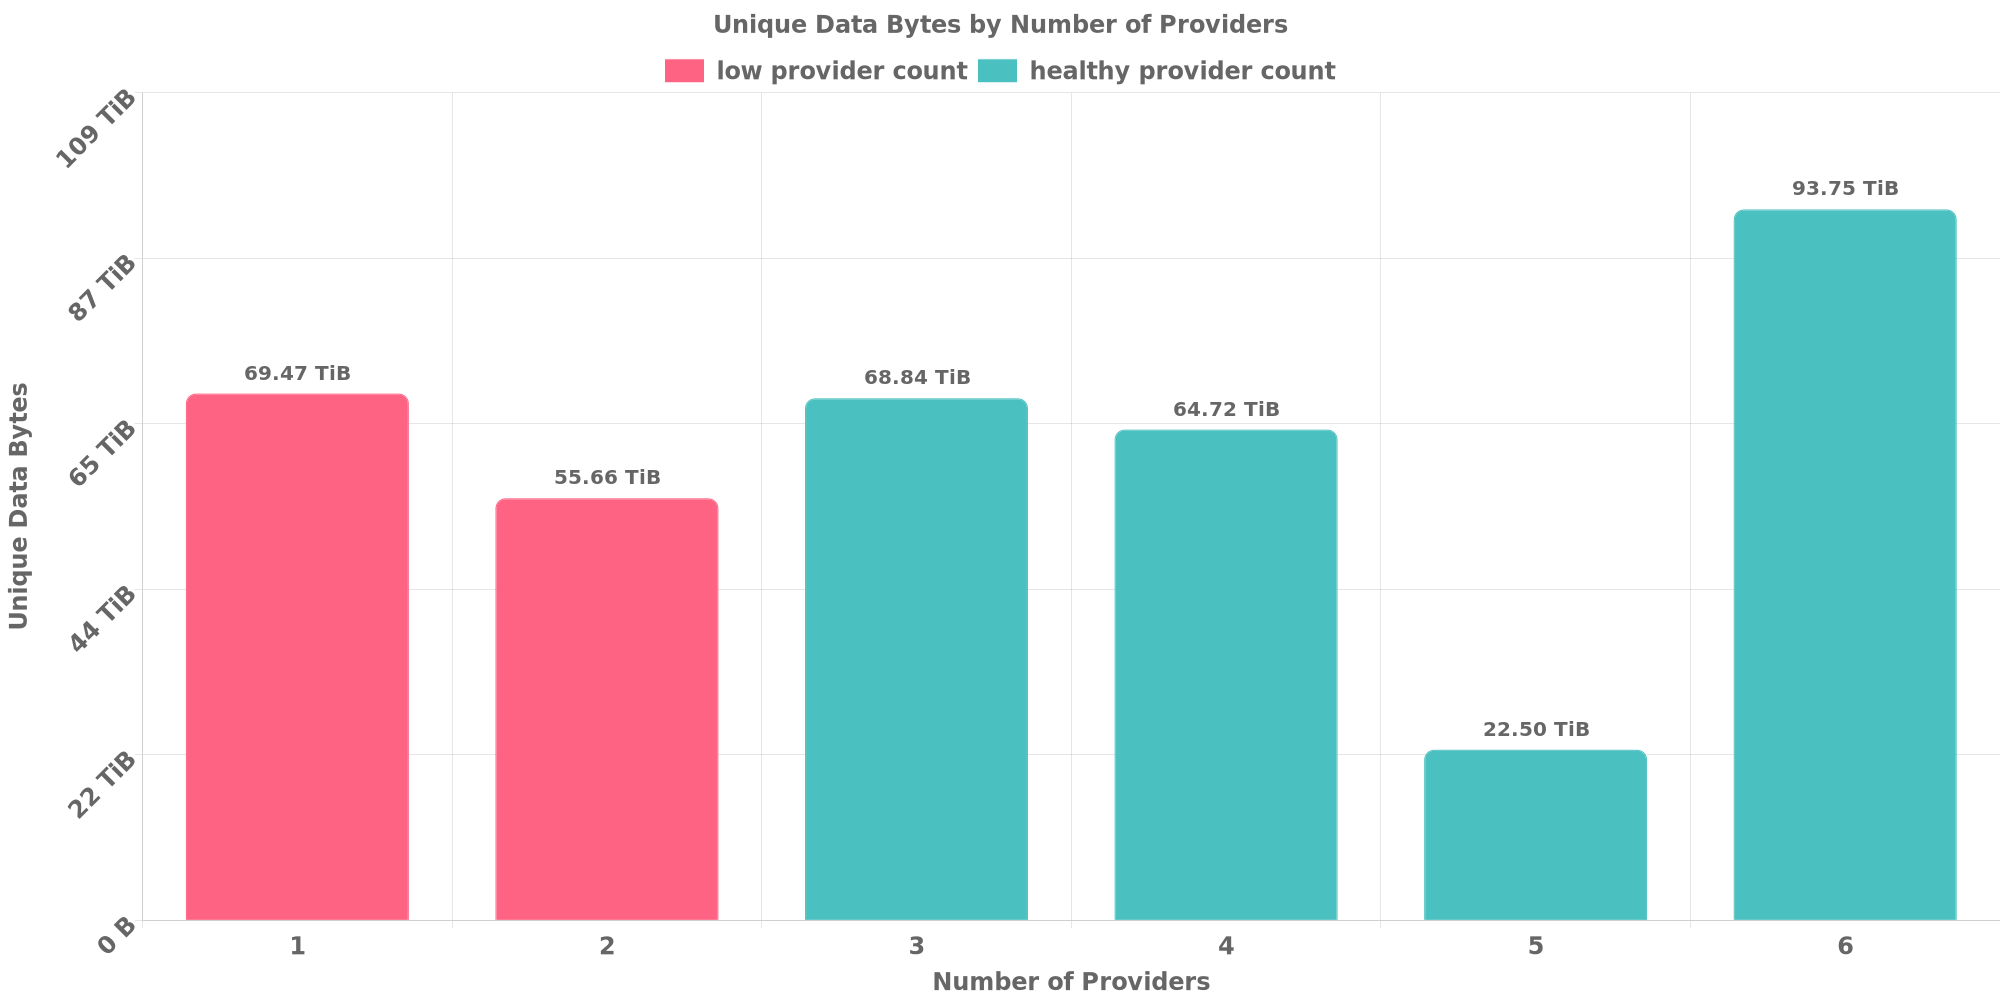 Unique Data Bytes by Number of Providers
low provider count healthy provider count
109 TiB
87 TiB
65 TiB
44 TiB
22 TiB
0 B
Unique Data Bytes
69.47 TiB
55.66 TiB
68.84 TiB
64.72 TiB
22.50 TiB
93.75 TiB
1 2 3 4 5 6
Number of Providers